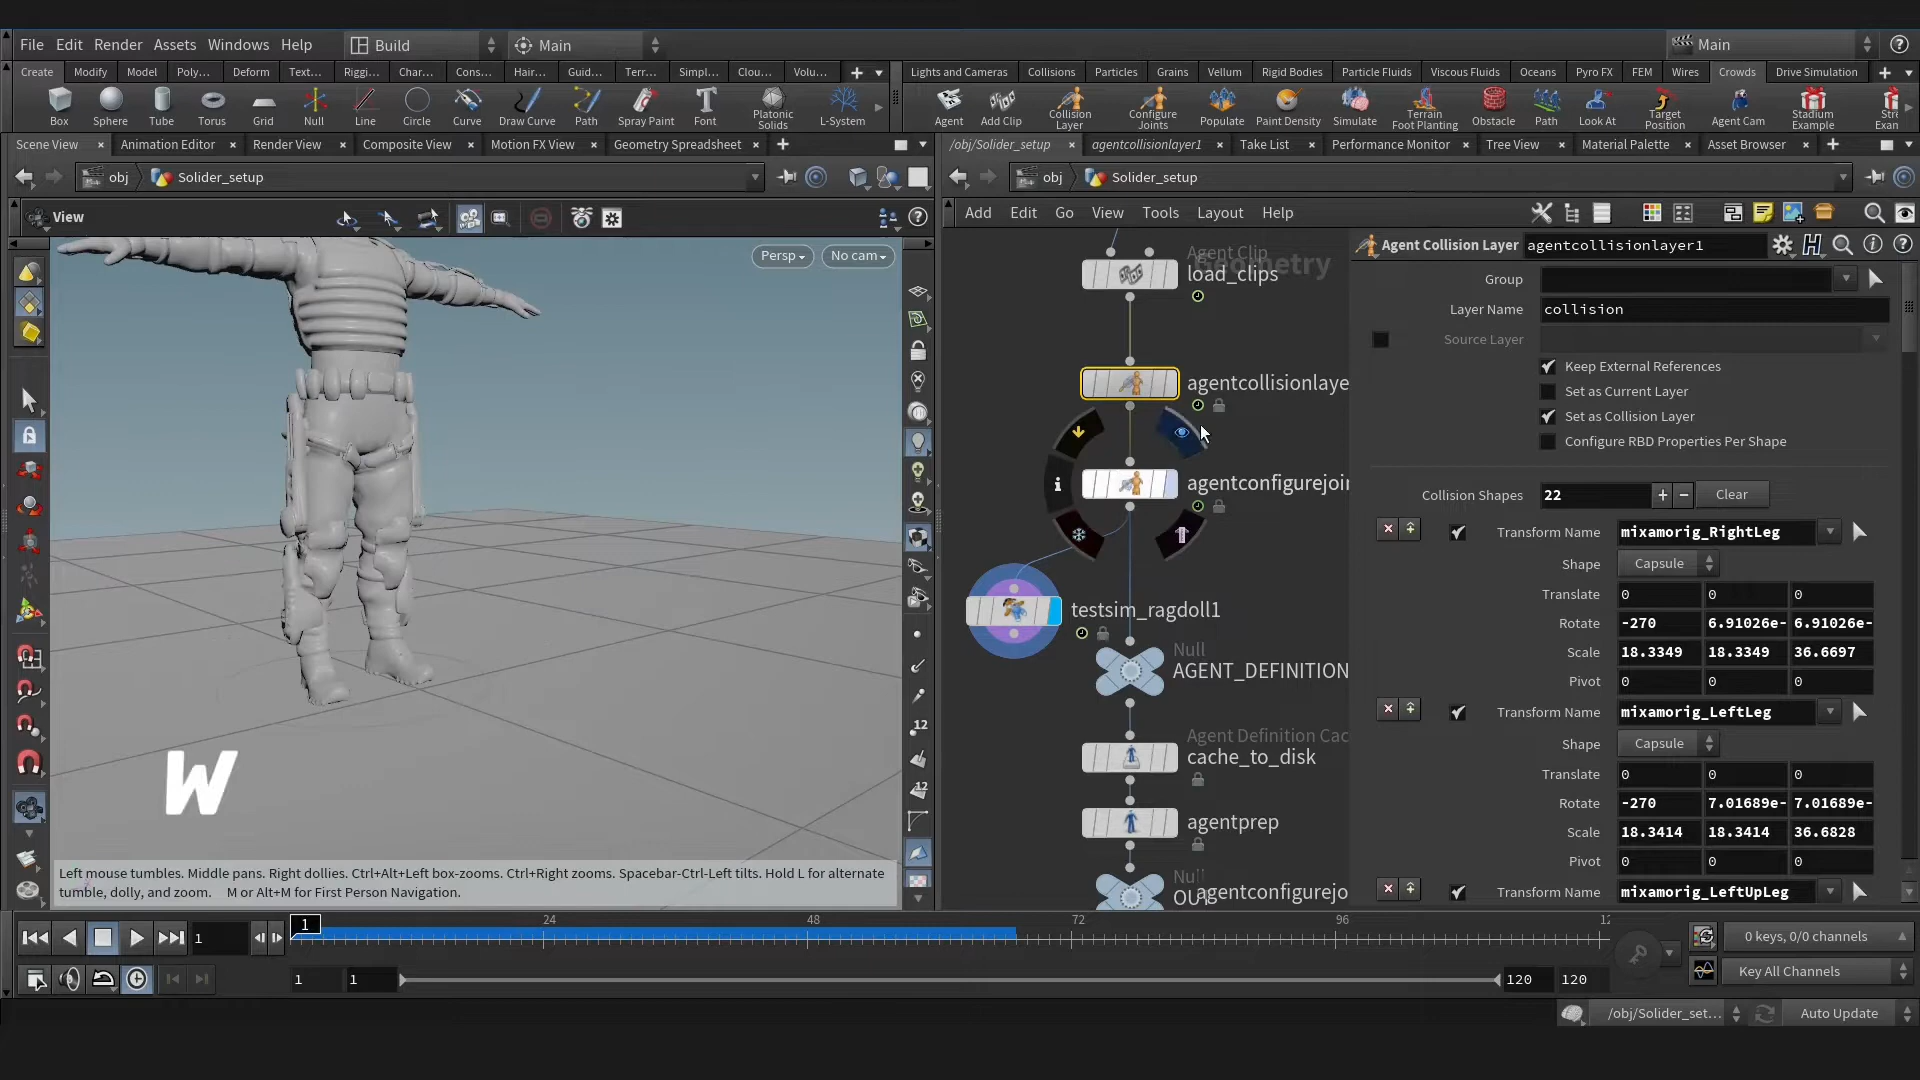 File Edit Render Assets Windows Help Build Main Main
Create Modify Model Poly... Deform Text... Riggi... Char... Cons... Hair... Guid... Terr... Simpl... Clou... Volu...
Lights and Cameras Collisions Particles Grains Vellum Rigid Bodies Particle Fluids Viscous Fluids Oceans Pyro FX FEM Wires Crowds Drive Simulation
Box Sphere Tube Torus Grid Null Line Circle Curve Draw Curve Path Spray Paint Font Platonic Solids L-System
Agent Add Clip Collision Layer Configure Joints Populate Paint Density Simulate Terrain Foot Planting Obstacle Path Look At Target Position Agent Cam Stadium Example Stre Exan
Scene View Animation Editor Render View Composite View Motion FX View Geometry Spreadsheet
/obj/Solider_setup agentcollisionlayer1 Take List Performance Monitor Tree View Material Palette Asset Browser
obj Solider_setup
obj Solider_setup
View
Add Edit Go View Tools Layout Help
Persp No cam
Agent Clip
Geometry
load_clips
agentcollisionlaye
agentconfigurejoin
testsim_ragdoll1
Null
AGENT_DEFINITION
Agent Definition Cac
cache_to_disk
agentprep
Null
OU
agentconfigurejo
Agent Collision Layer agentcollisionlayer1
Group
Layer Name collision
Source Layer
Keep External References
Set as Current Layer
Set as Collision Layer
Configure RBD Properties Per Shape
Collision Shapes 22 + − Clear
Transform Name mixamorig_RightLeg
Shape Capsule
Translate 0 0 0
Rotate -270 6.91026e- 6.91026e-
Scale 18.3349 18.3349 36.6697
Pivot 0 0 0
Transform Name mixamorig_LeftLeg
Shape Capsule
Translate 0 0 0
Rotate -270 7.01689e- 7.01689e-
Scale 18.3414 18.3414 36.6828
Pivot 0 0 0
Transform Name mixamorig_LeftUpLeg
12
12
W
Left mouse tumbles. Middle pans. Right dollies. Ctrl+Alt+Left box-zooms. Ctrl+Right zooms. Spacebar-Ctrl-Left tilts. Hold L for alternate
tumble, dolly, and zoom. M or Alt+M for First Person Navigation.
1 1 24 48 72 96 12
0 keys, 0/0 channels
1 1 120 120
Key All Channels
/obj/Solider_set... Auto Update